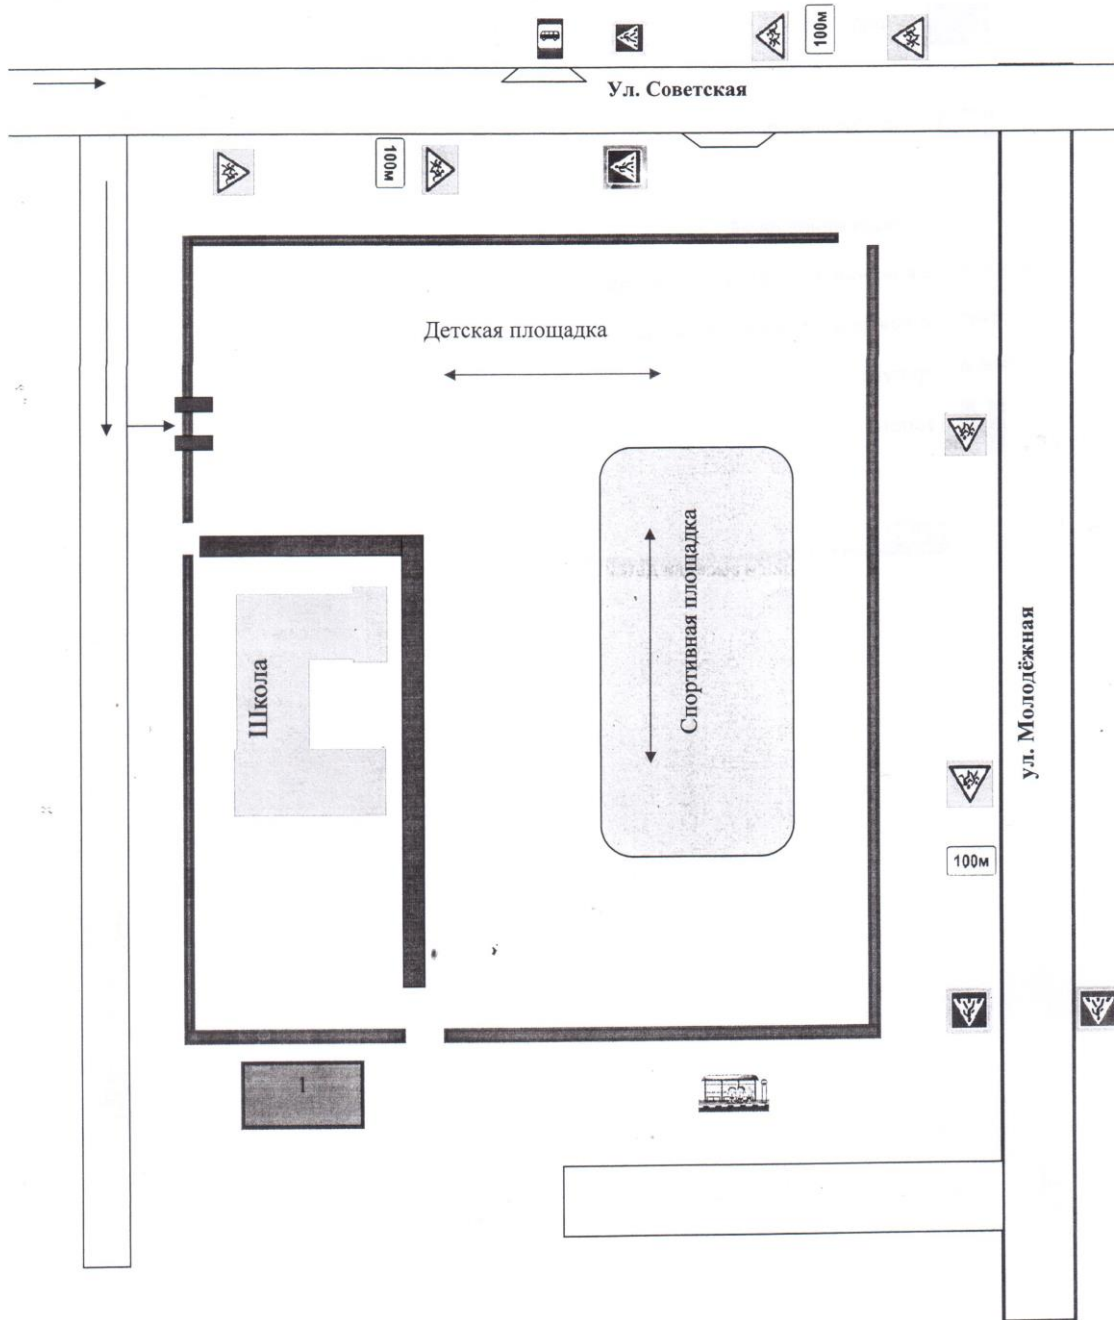 100м
Ул. Советская
100м
Детская площадка
Спортивная площадка
Школа
ул. Молодёжная
100м
1